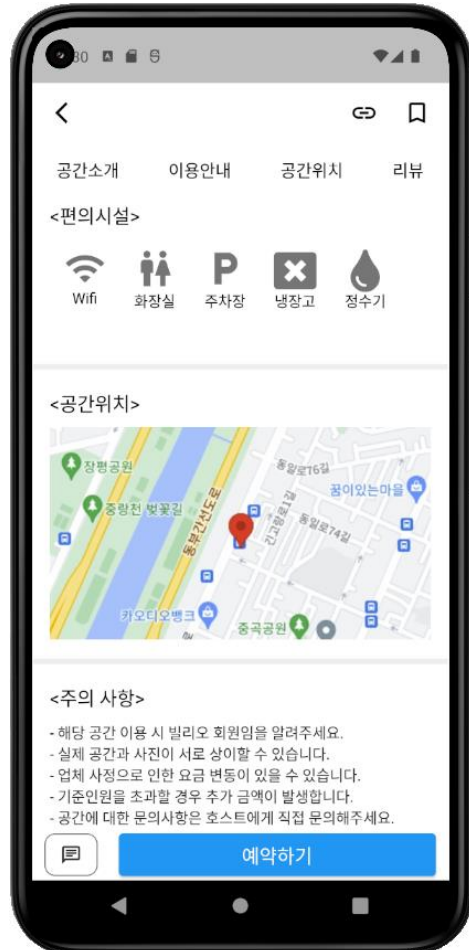 :30
공간소개 이용안내 공간위치 리뷰
<편의시설>
P
Wifi 화장실 주차장 냉장고 정수기
<공간위치>
장평공원
동일로76길
꿈이있는마을
중랑천 벚꽃길
동부간선도로
긴고랑로1길
동일로74길
카오디오뱅크
중곡공원
<주의 사항>
- 해당 공간 이용 시 빌리오 회원임을 알려주세요.
- 실제 공간과 사진이 서로 상이할 수 있습니다.
- 업체 사정으로 인한 요금 변동이 있을 수 있습니다.
- 기준인원을 초과할 경우 추가 금액이 발생합니다.
- 공간에 대한 문의사항은 호스트에게 직접 문의해주세요.
예약하기